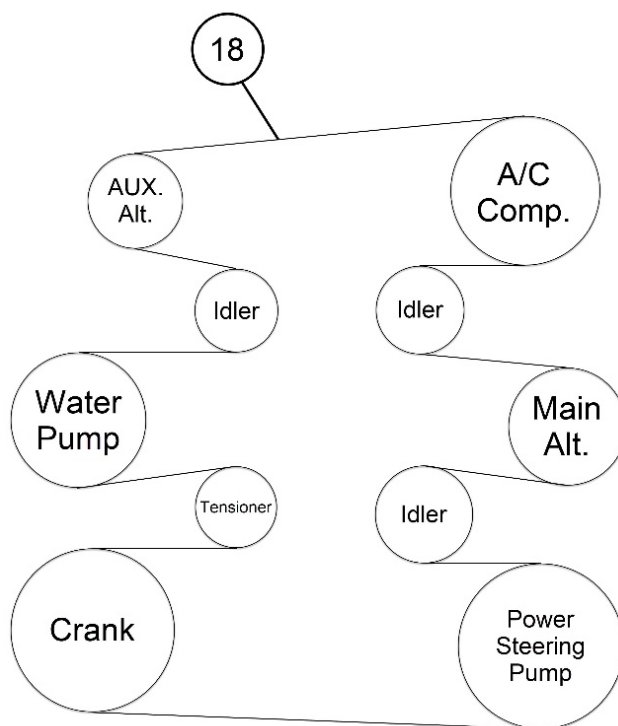 18
AUX.
Alt.
A/C
Comp.
Idler
Idler
Water
Pump
Main
Alt.
Tensioner
Idler
Crank
Power
Steering
Pump